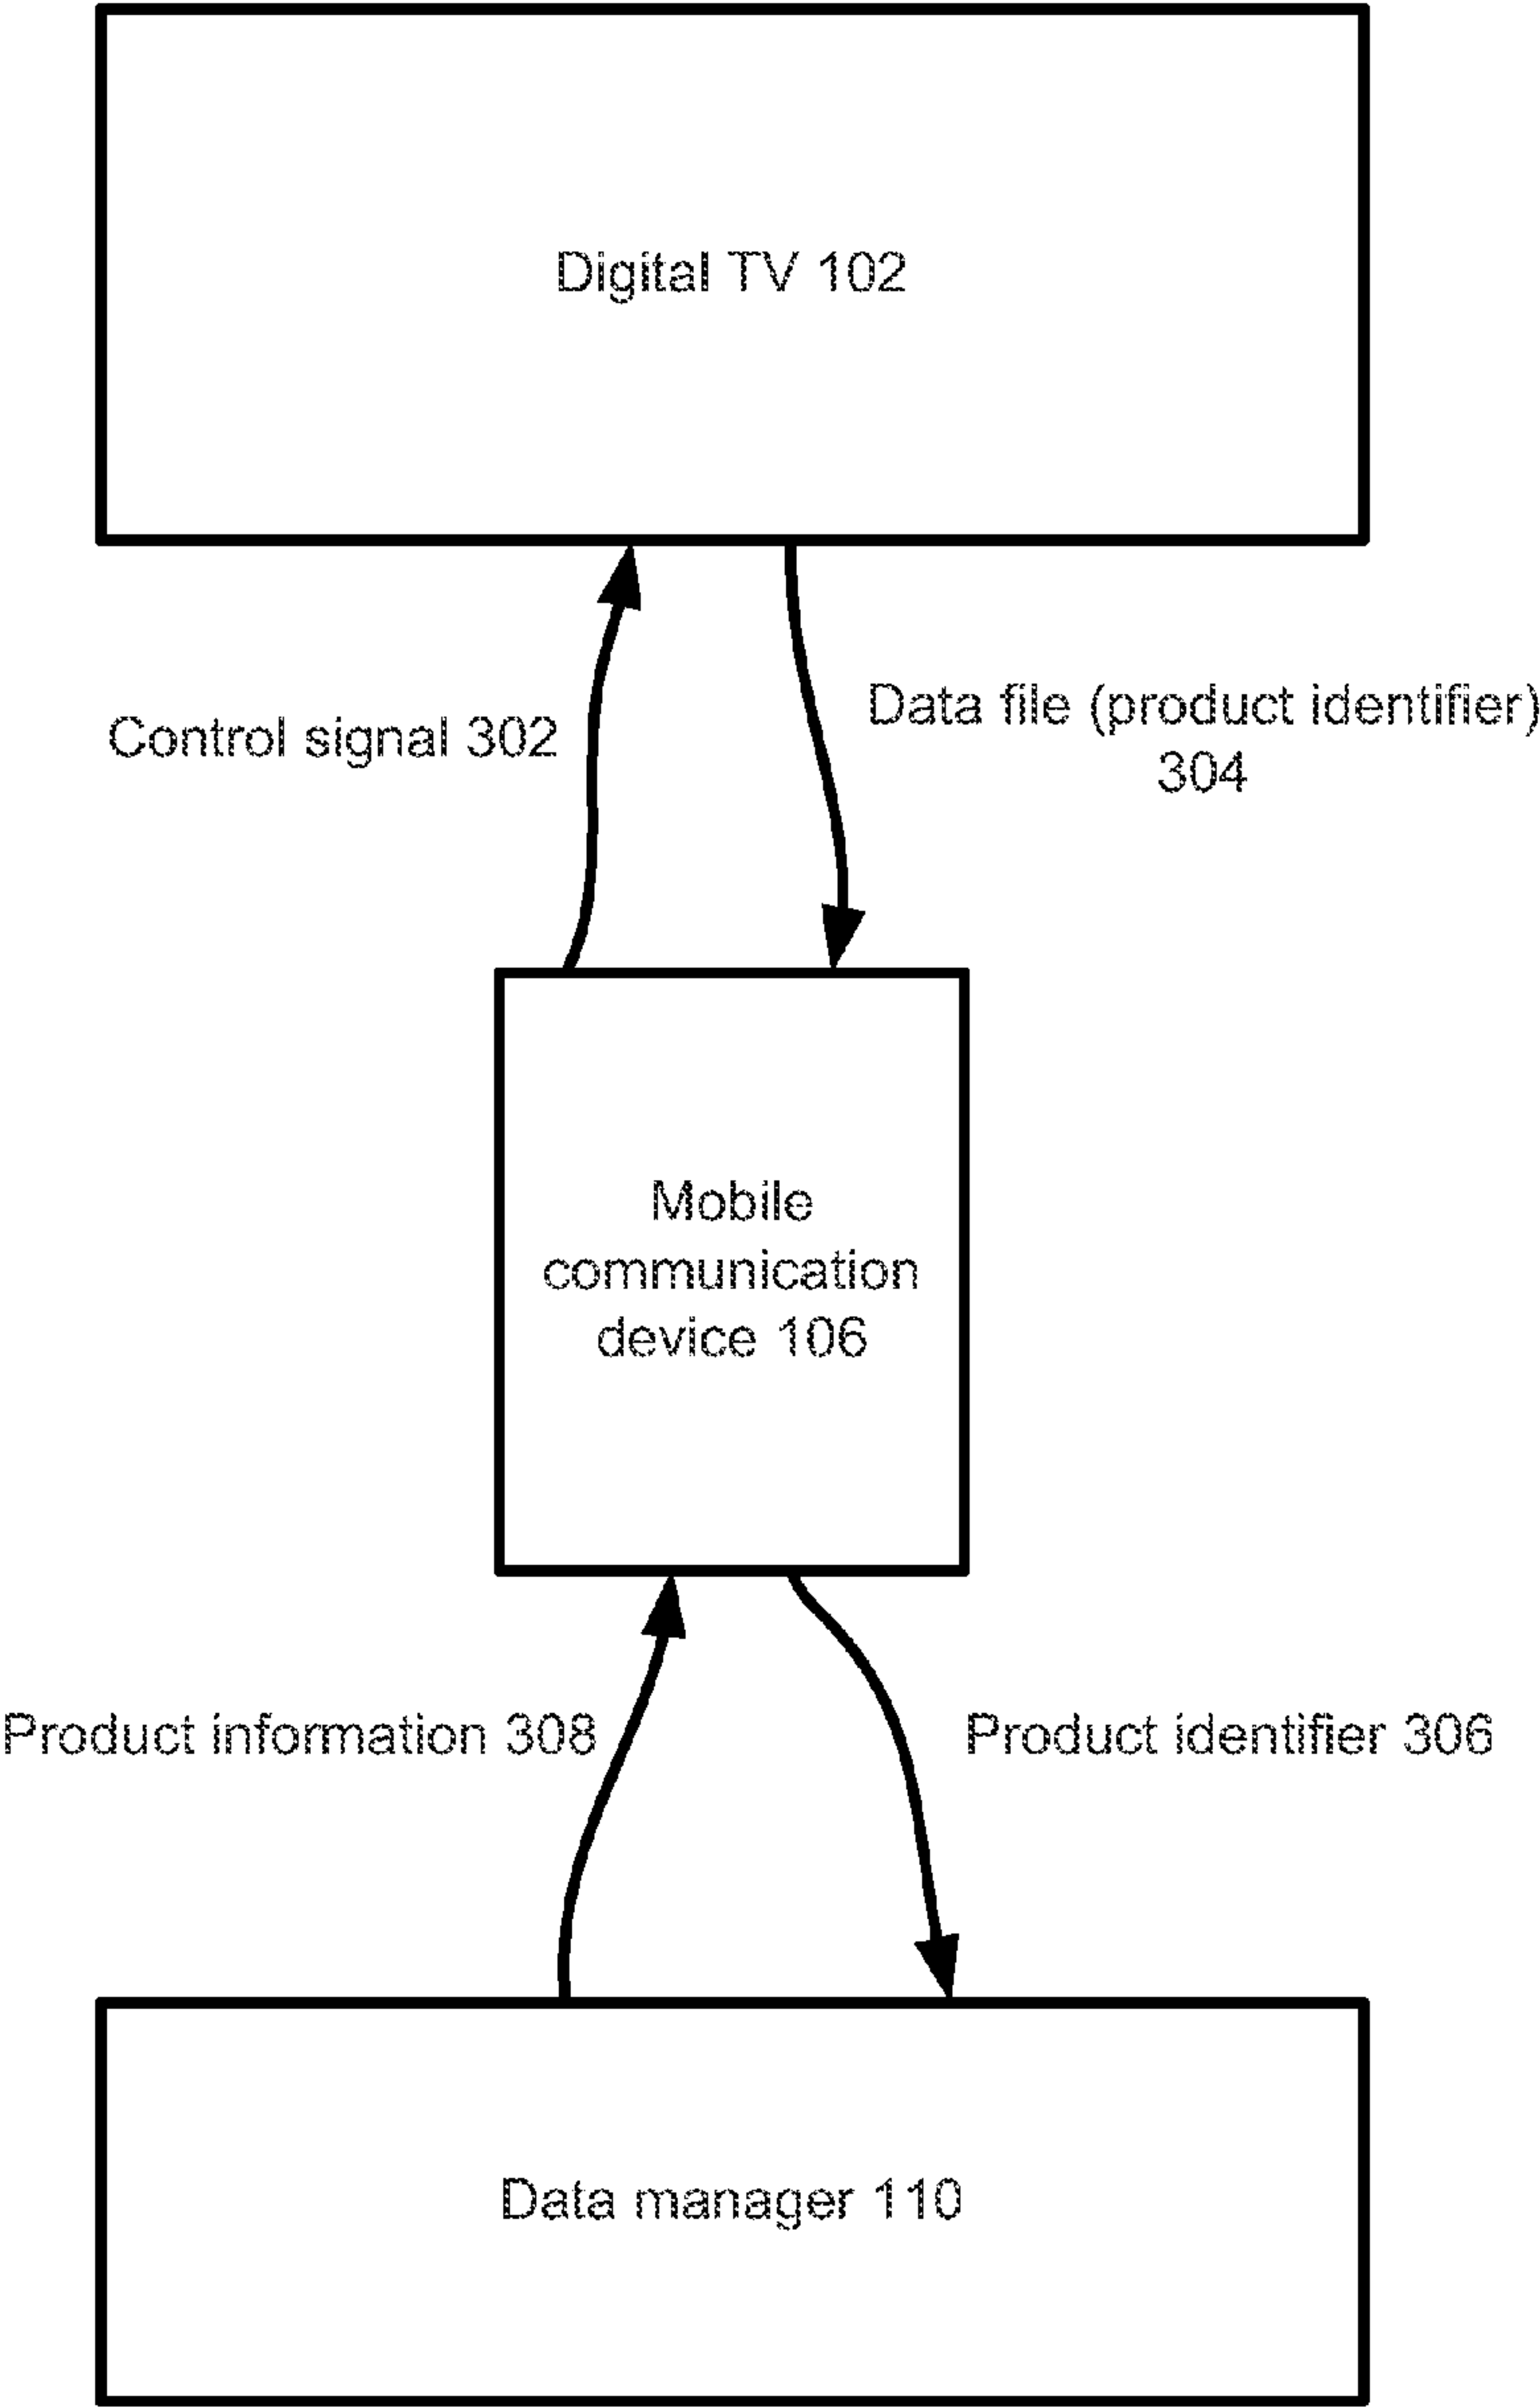 Digital TV 102
Control signal 302
Data file (product identifier)
304
Mobile
communication
device 106
Product information 308
Product identifier 306
Data manager 110